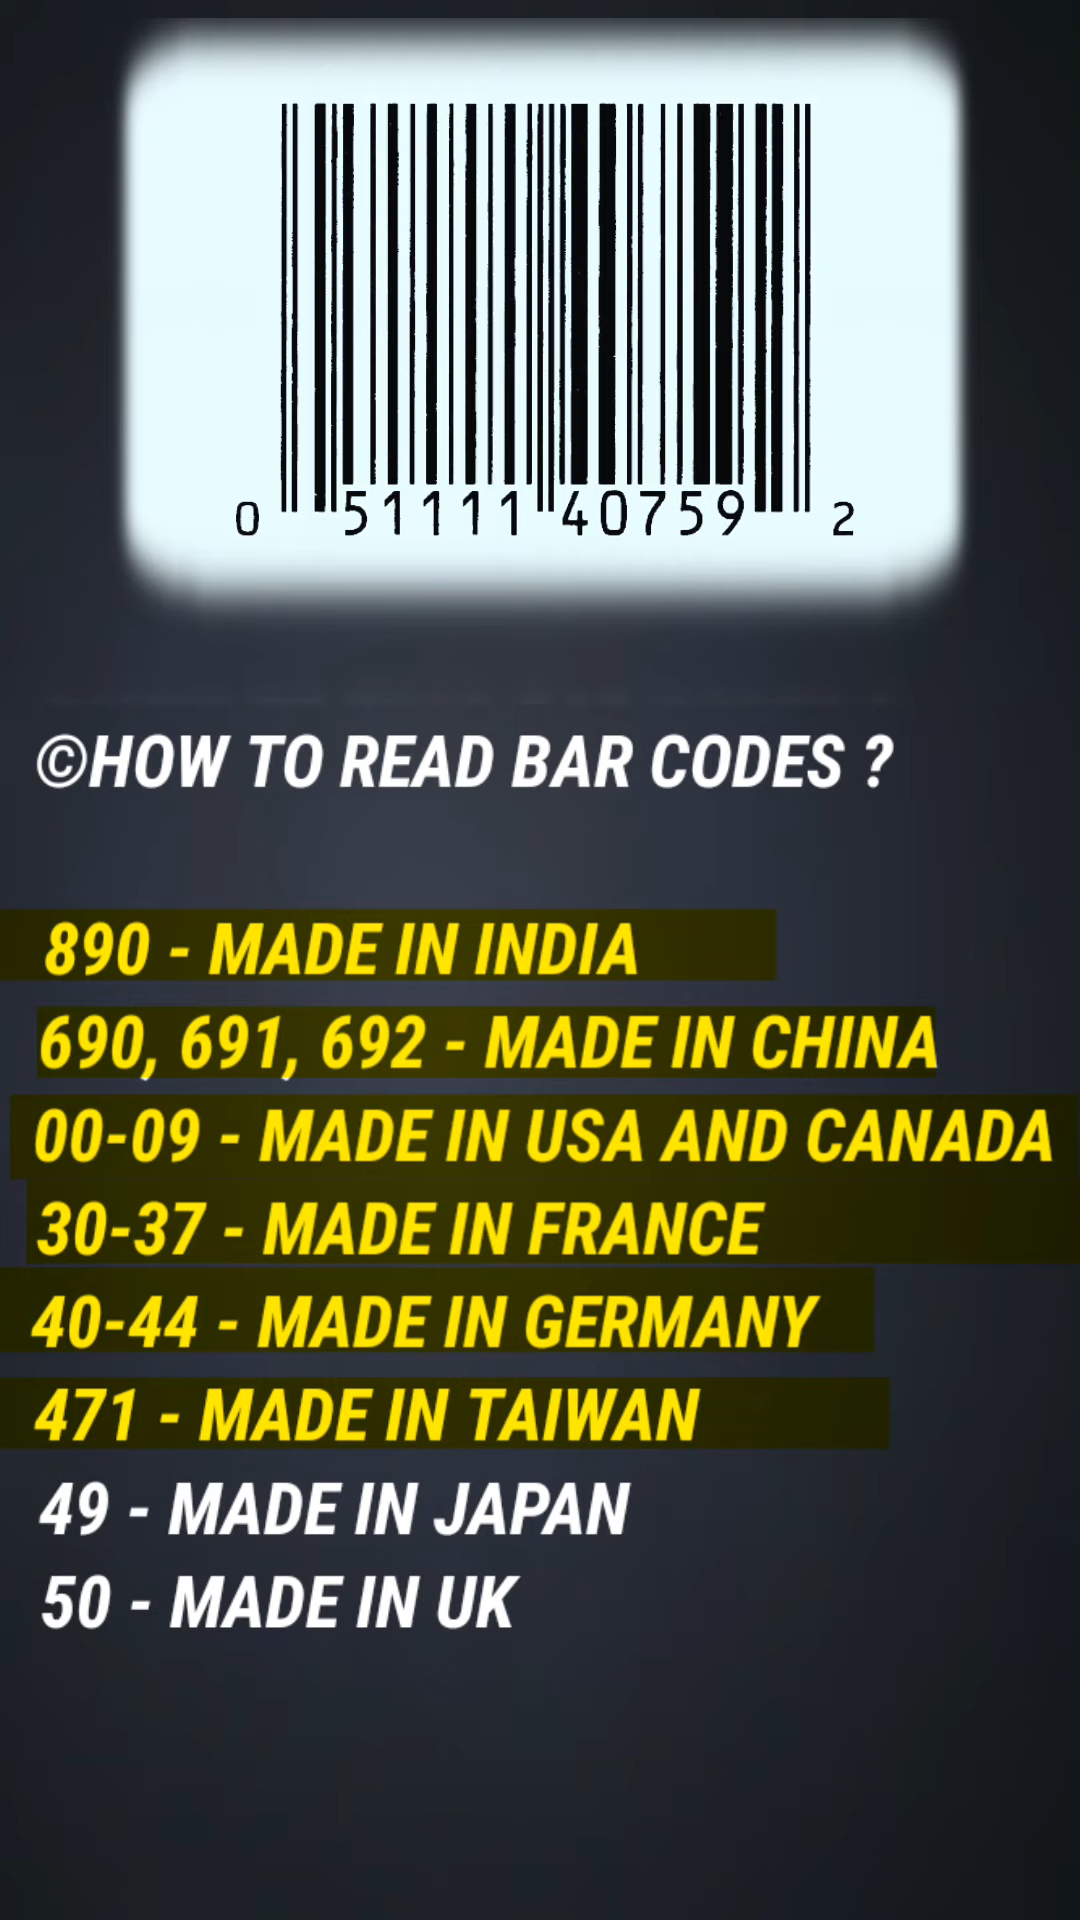 0 51111 40759 2
©HOW TO READ BAR CODES ?
890 - MADE IN INDIA
690, 691, 692 - MADE IN CHINA
00-09 - MADE IN USA AND CANADA
30-37 - MADE IN FRANCE
40-44 - MADE IN GERMANY
471 - MADE IN TAIWAN
49 - MADE IN JAPAN
50 - MADE IN UK